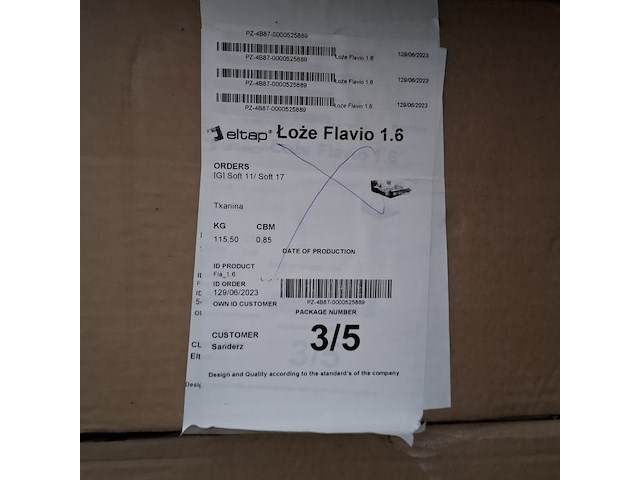 PZ-4B87-0000525889
Łoże Flavio 1.6 129/06/2023
PZ-4B87-0000525889
Łoże Flavio 1.6 129/06/2023
PZ-4B87-0000525889
Łoże Flavio 1.6 129/06/2023
PZ-4B87-0000525889
eltap® Łoże Flavio 1.6
ORDERS
(G) Soft 11/ Soft 17
Tkanina
KG CBM
115,50 0,85
DATE OF PRODUCTION
ID PRODUCT
Fla_1.6
ID ORDER
129/06/2023
OWN ID CUSTOMER PZ-4B87-0000525889
PACKAGE NUMBER
CUSTOMER 3/5
Sariderz
Design and Quality according to the standard's of the company